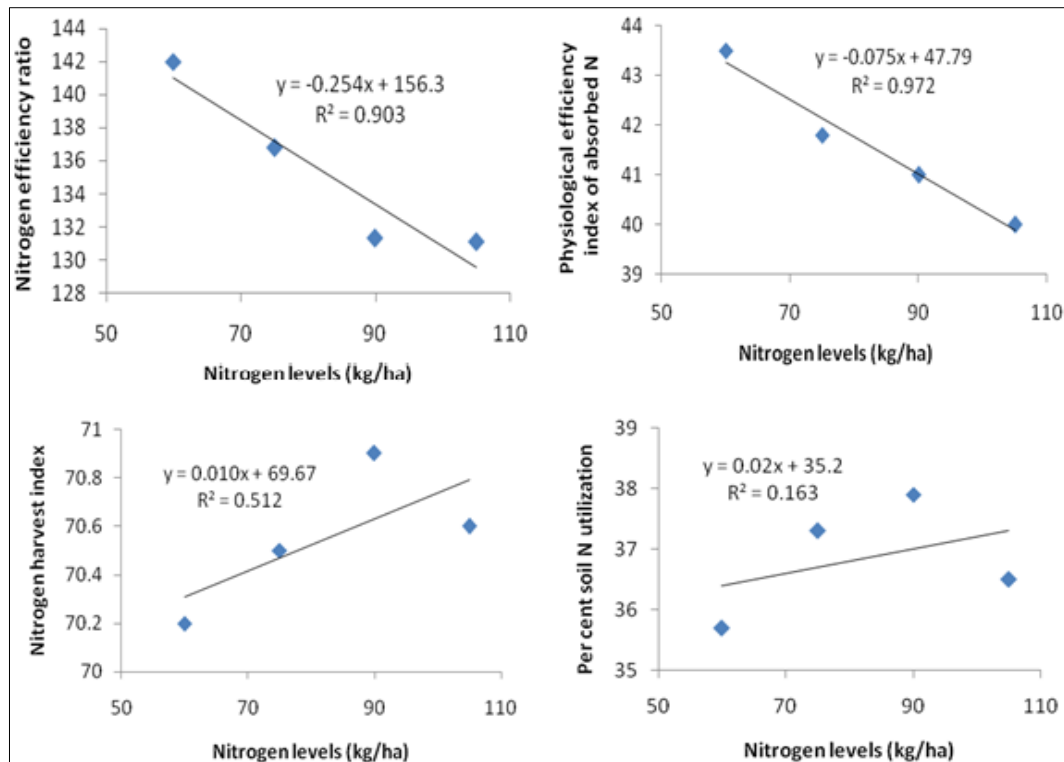 Nitrogen efficiency ratio
144
142
140
138
136
134
132
130
128
y = -0.254x + 156.3
R² = 0.903
50 70 90 110
Nitrogen levels (kg/ha)
Physiological efficiency
index of absorbed N
44
43
42
41
40
39
y = -0.075x + 47.79
R² = 0.972
50 70 90 110
Nitrogen levels (kg/ha)
Nitrogen harvest index
71
70.8
70.6
70.4
70.2
70
y = 0.010x + 69.67
R² = 0.512
50 70 90 110
Nitrogen levels (kg/ha)
Per cent soil N utilization
39
38
37
36
35
y = 0.02x + 35.2
R² = 0.163
50 70 90 110
Nitrogen levels (kg/ha)